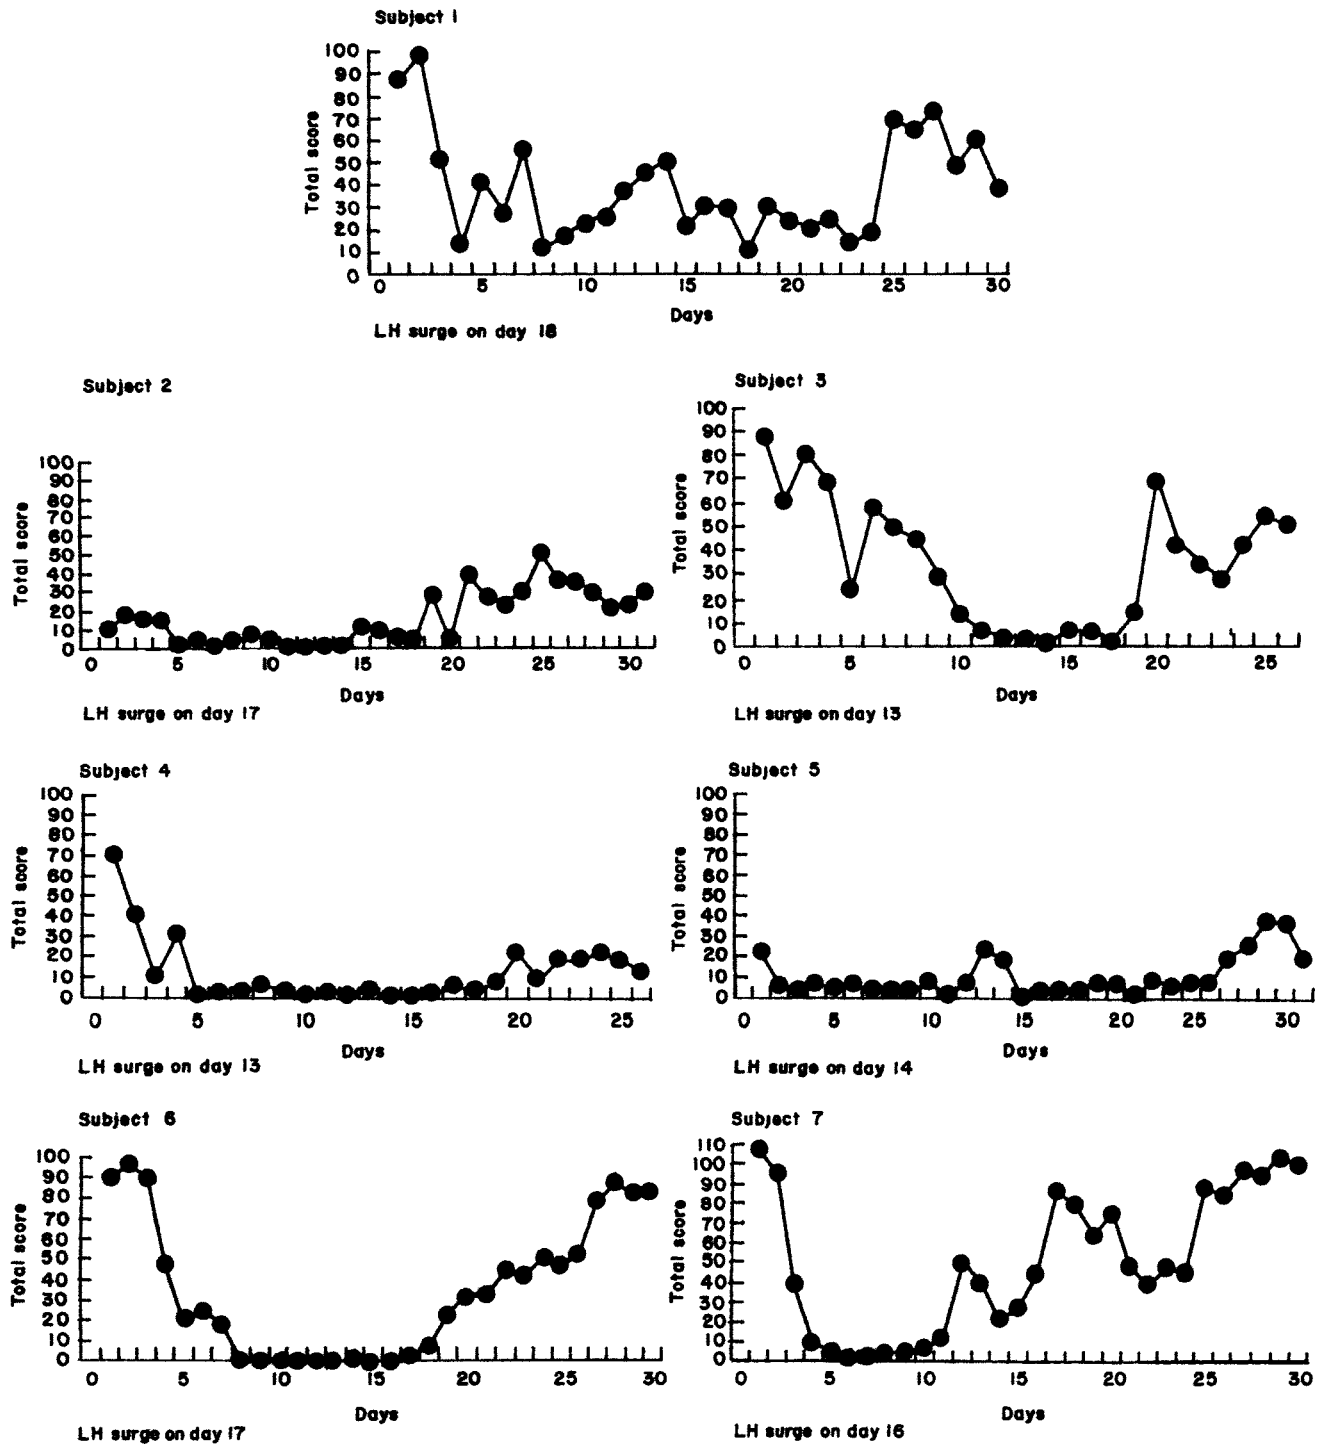 Subject 1
100
90
80
70
60
50
40
30
20
10
0
Total score
0 5 10 15 20 25 30
Days
LH surge on day 18
Subject 2
100
90
80
70
60
50
40
30
20
10
0
Total score
0 5 10 15 20 25 30
Days
LH surge on day 17
Subject 3
100
90
80
70
60
50
40
30
20
10
0
Total score
0 5 10 15 20 25
Days
LH surge on day 13
Subject 4
100
90
80
70
60
50
40
30
20
10
0
Total score
0 5 10 15 20 25
Days
LH surge on day 13
Subject 5
100
90
80
70
60
50
40
30
20
10
0
Total score
0 5 10 15 20 25 30
Days
LH surge on day 14
Subject 6
100
90
80
70
60
50
40
30
20
10
0
Total score
0 5 10 15 20 25 30
Days
LH surge on day 17
Subject 7
110
100
90
80
70
60
50
40
30
20
10
0
Total score
0 5 10 15 20 25 30
Days
LH surge on day 16